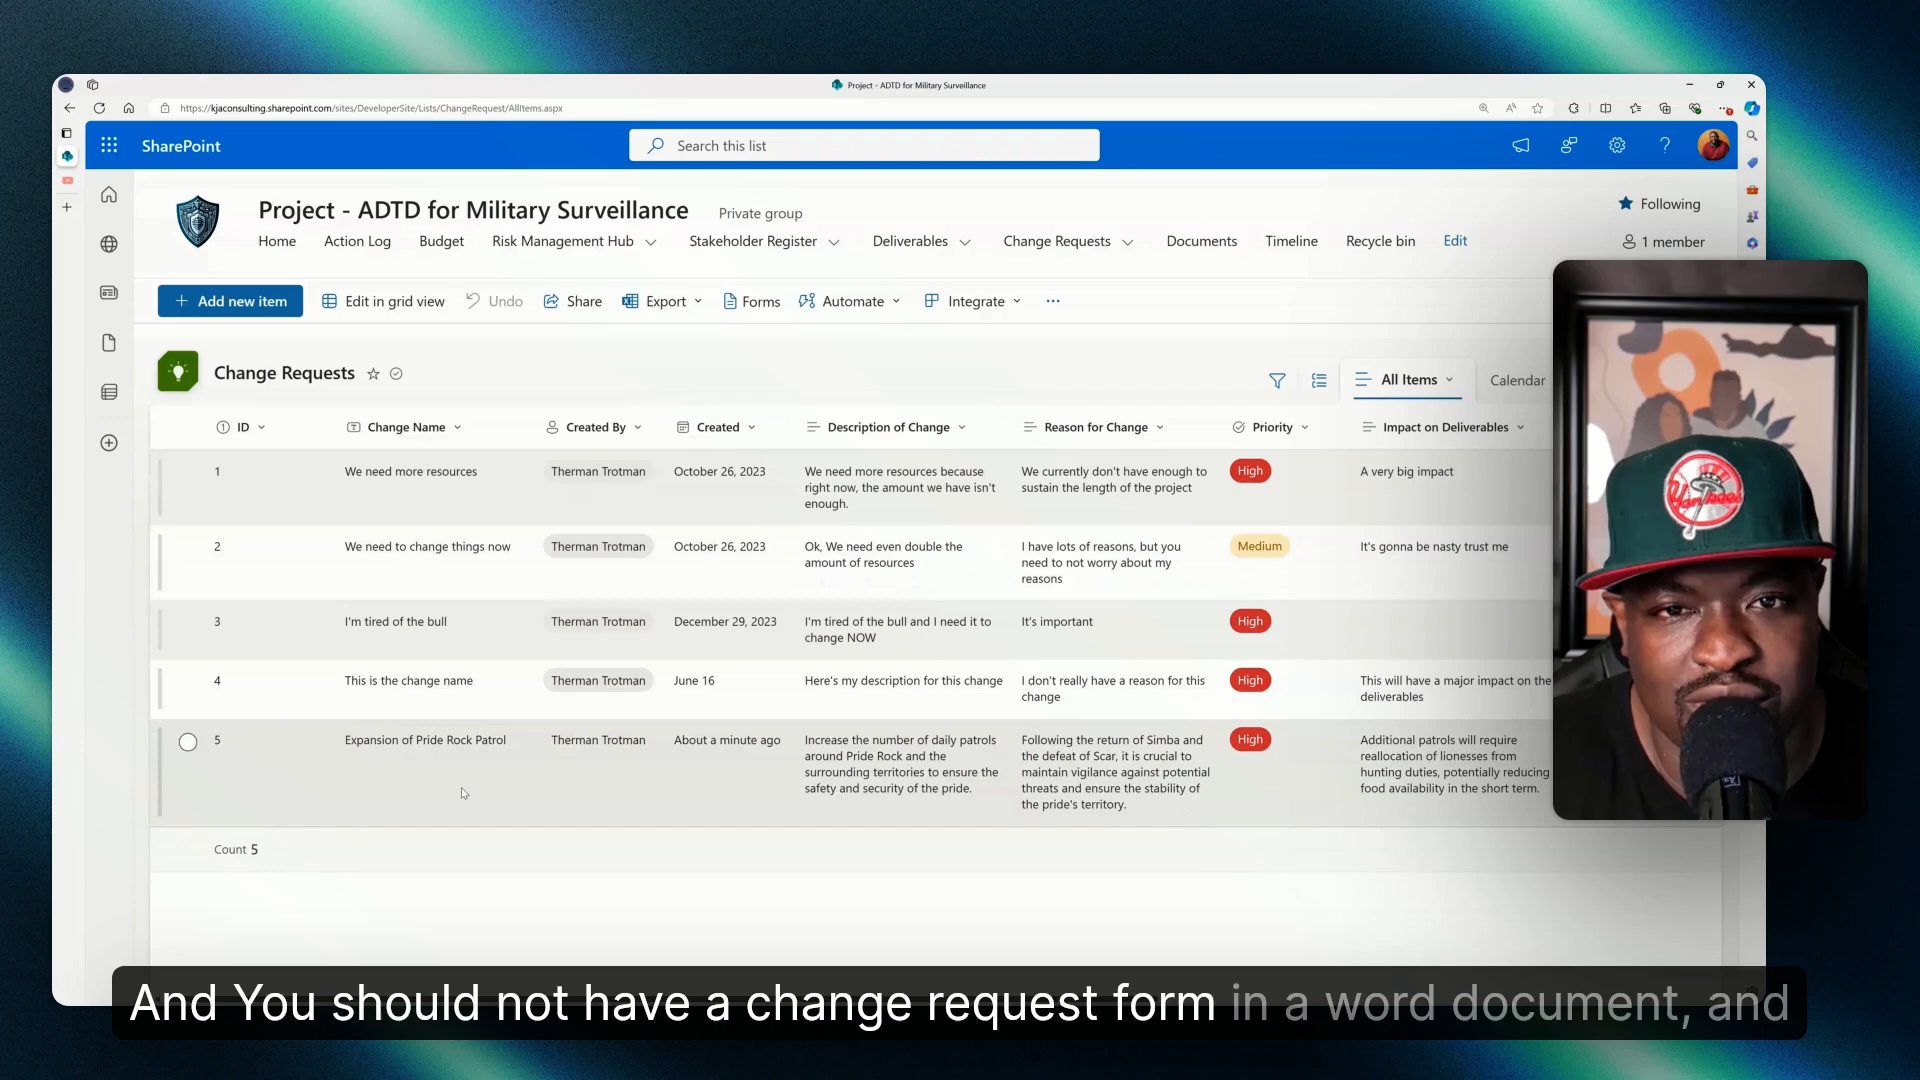 Project - ADTD for Military Surveillance
https://kjaconsulting.sharepoint.com/sites/DeveloperSite/Lists/ChangeRequest/AllItems.aspx
SharePoint
Search this list
Project - ADTD for Military Surveillance
Private group
Following
Home
Action Log
Budget
Risk Management Hub
Stakeholder Register
Deliverables
Change Requests
Documents
Timeline
Recycle bin
Edit
1 member
Add new item
Edit in grid view
Undo
Share
Export
Forms
Automate
Integrate
Change Requests
All Items
Calendar
ID
Change Name
Created By
Created
Description of Change
Reason for Change
Priority
Impact on Deliverables
1
We need more resources
Therman Trotman
October 26, 2023
We need more resources because
right now, the amount we have isn't
enough.
We currently don't have enough to
sustain the length of the project
High
A very big impact
2
We need to change things now
Therman Trotman
October 26, 2023
Ok, We need even double the
amount of resources
I have lots of reasons, but you
need to not worry about my
reasons
Medium
It's gonna be nasty trust me
3
I'm tired of the bull
Therman Trotman
December 29, 2023
I'm tired of the bull and I need it to
change NOW
It's important
High
4
This is the change name
Therman Trotman
June 16
Here's my description for this change
I don't really have a reason for this
change
High
This will have a major impact on the
deliverables
5
Expansion of Pride Rock Patrol
Therman Trotman
About a minute ago
Increase the number of daily patrols
around Pride Rock and the
surrounding territories to ensure the
safety and security of the pride.
Following the return of Simba and
the defeat of Scar, it is crucial to
maintain vigilance against potential
threats and ensure the stability of
the pride's territory.
High
Additional patrols will require
reallocation of lionesses from
hunting duties, potentially reducing
food availability in the short term.
Count 5
Yankees
And You should not have a change request form in a word document, and